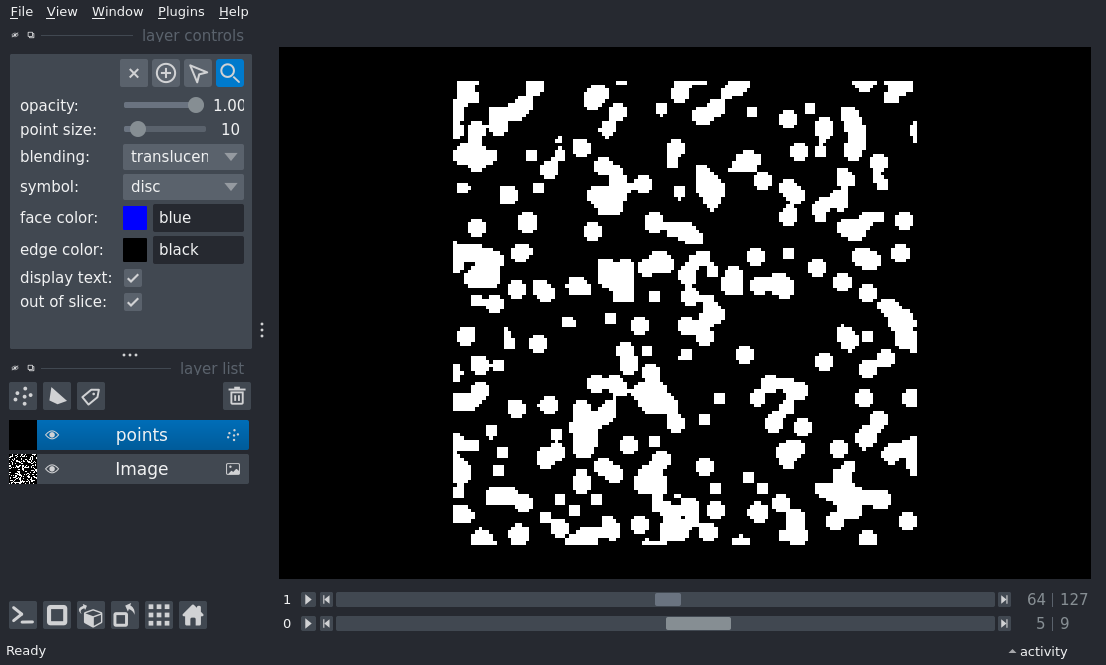 File View Window Plugins Help
layer controls
opacity: 1.00
point size: 10
blending: translucen
symbol: disc
face color: blue
edge color: black
display text:
out of slice:
layer list
points
Image
1 64 | 127
0 5 | 9
Ready activity